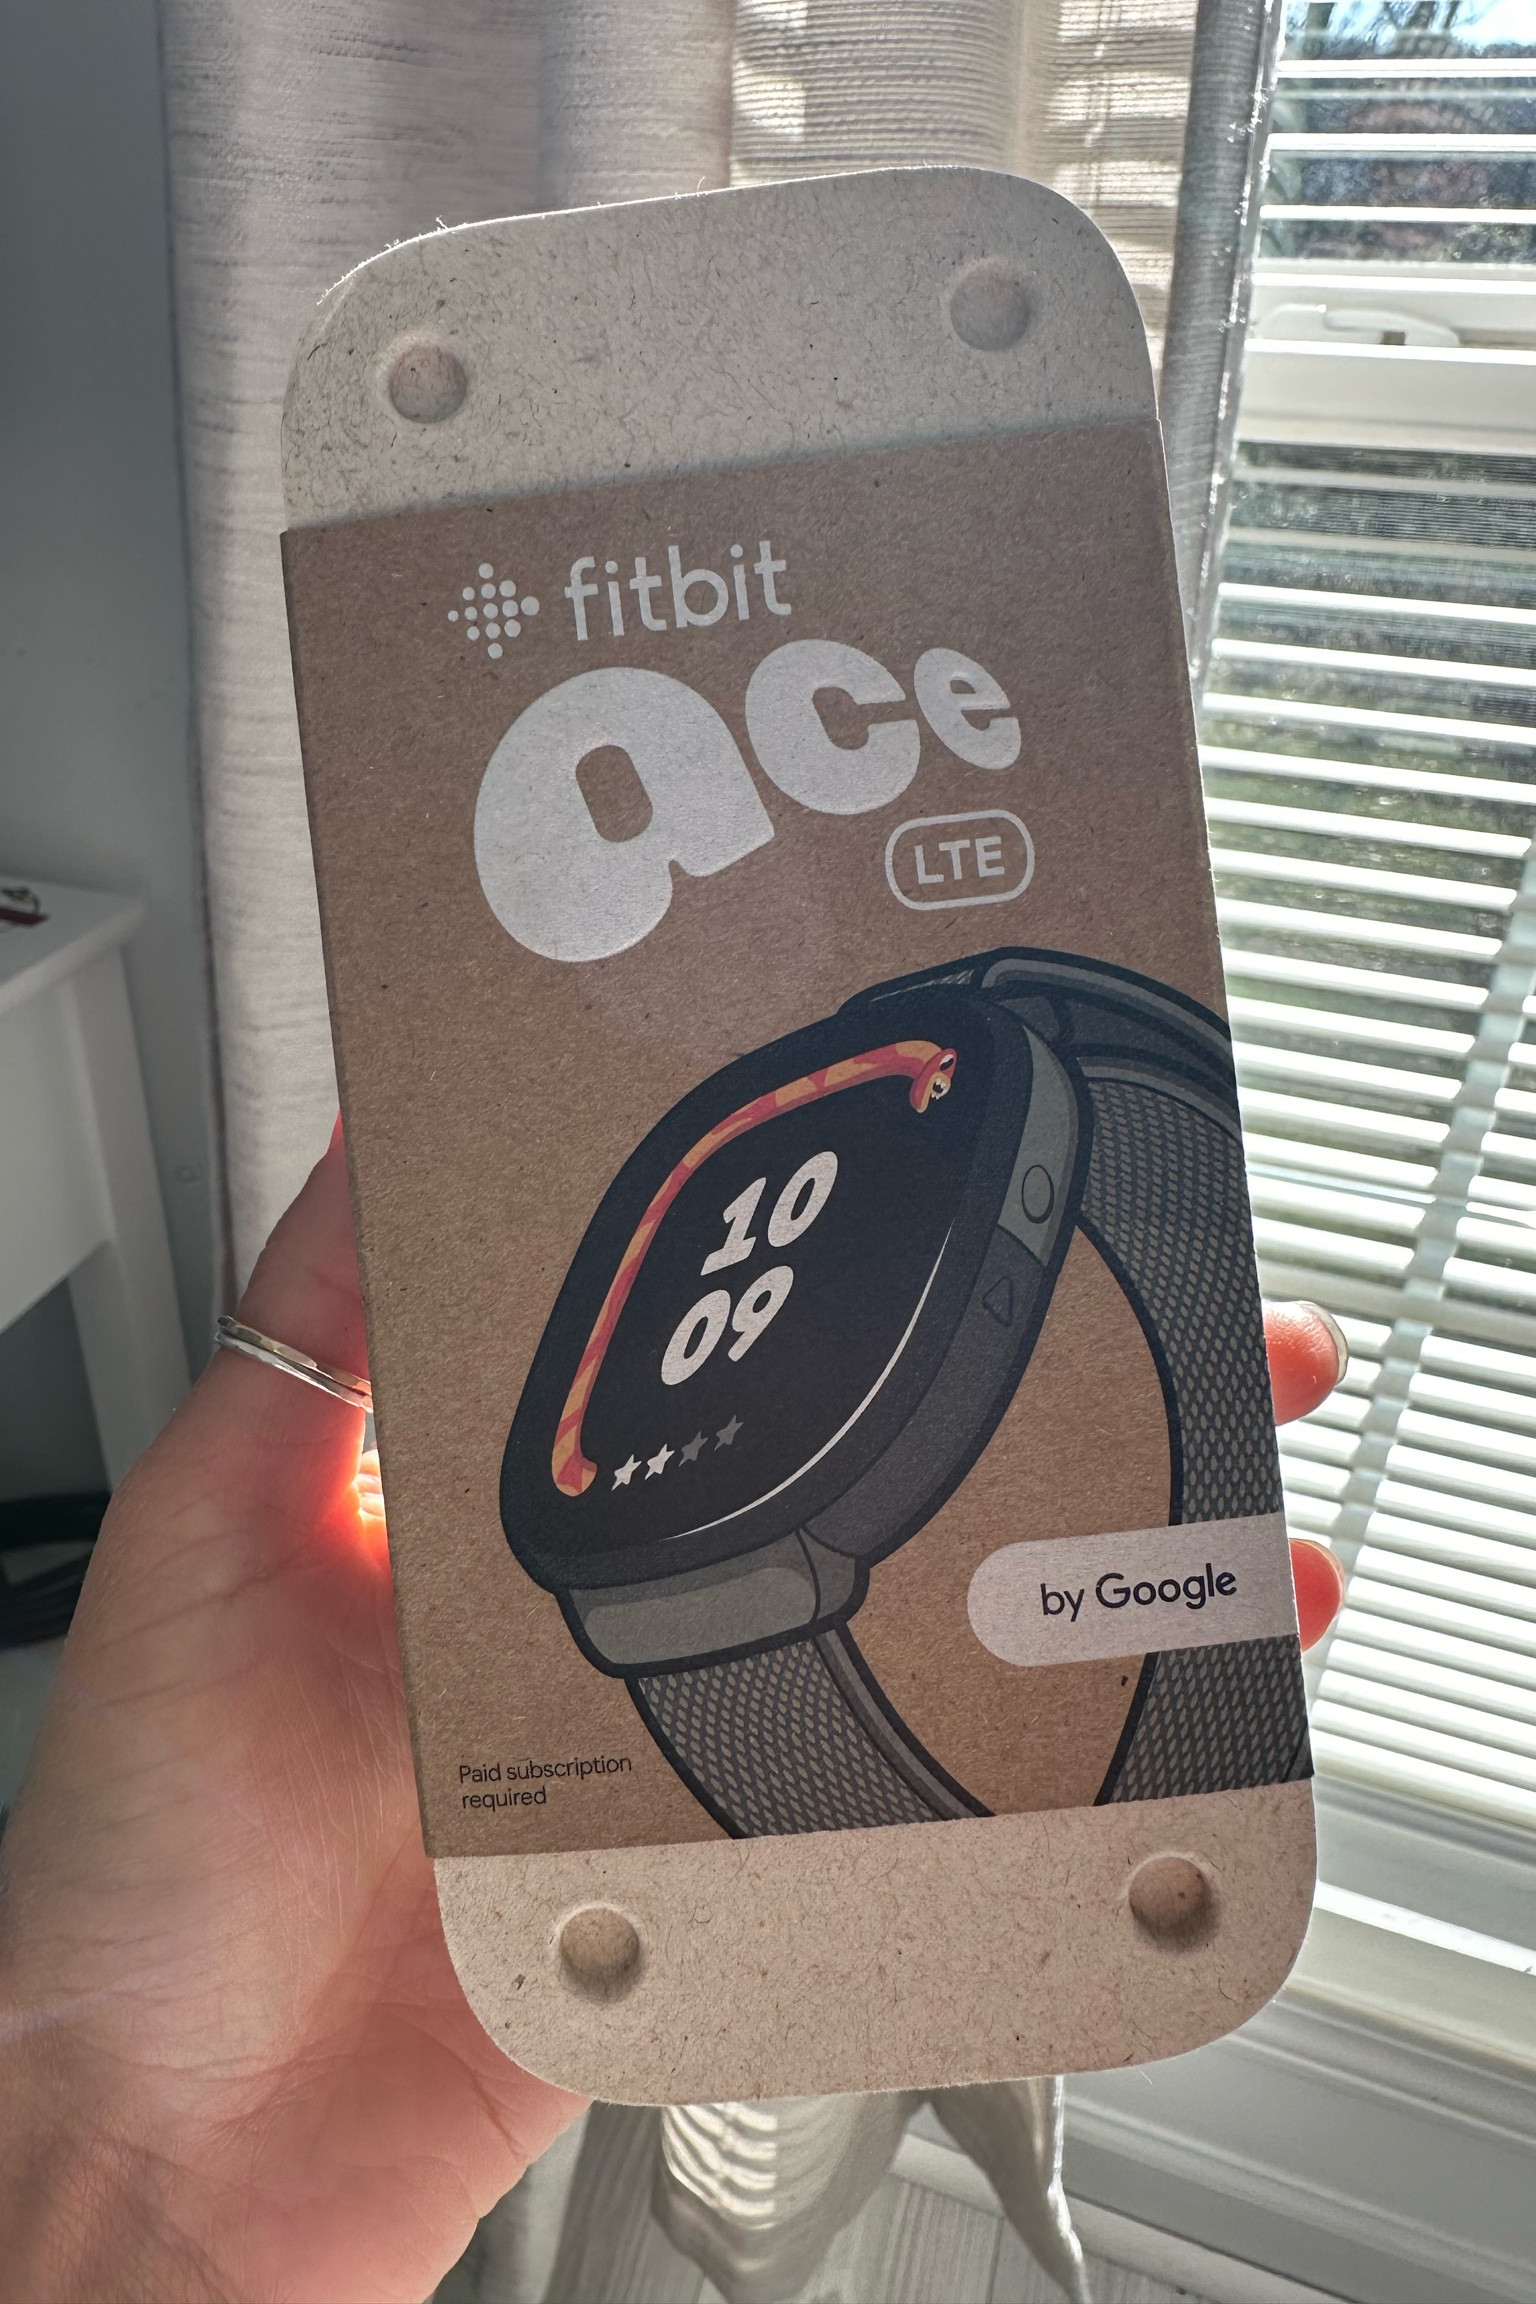 fitbit
ace
LTE
10
09
by Google
Paid subscription
required